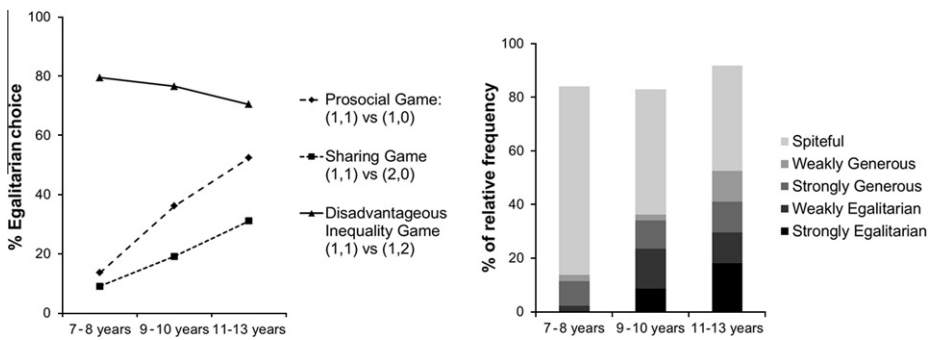 100
80
60
40
20
0
% Egalitarian choice
7-8 years 9-10 years 11-13 years
Prosocial Game:
(1,1) vs (1,0)
Sharing Game
(1,1) vs (2,0)
Disadvantageous
Inequality Game
(1,1) vs (1,2)
100
80
60
40
20
0
% of relative frequency
7-8 years 9-10 years 11-13 years
Spiteful
Weakly Generous
Strongly Generous
Weakly Egalitarian
Strongly Egalitarian